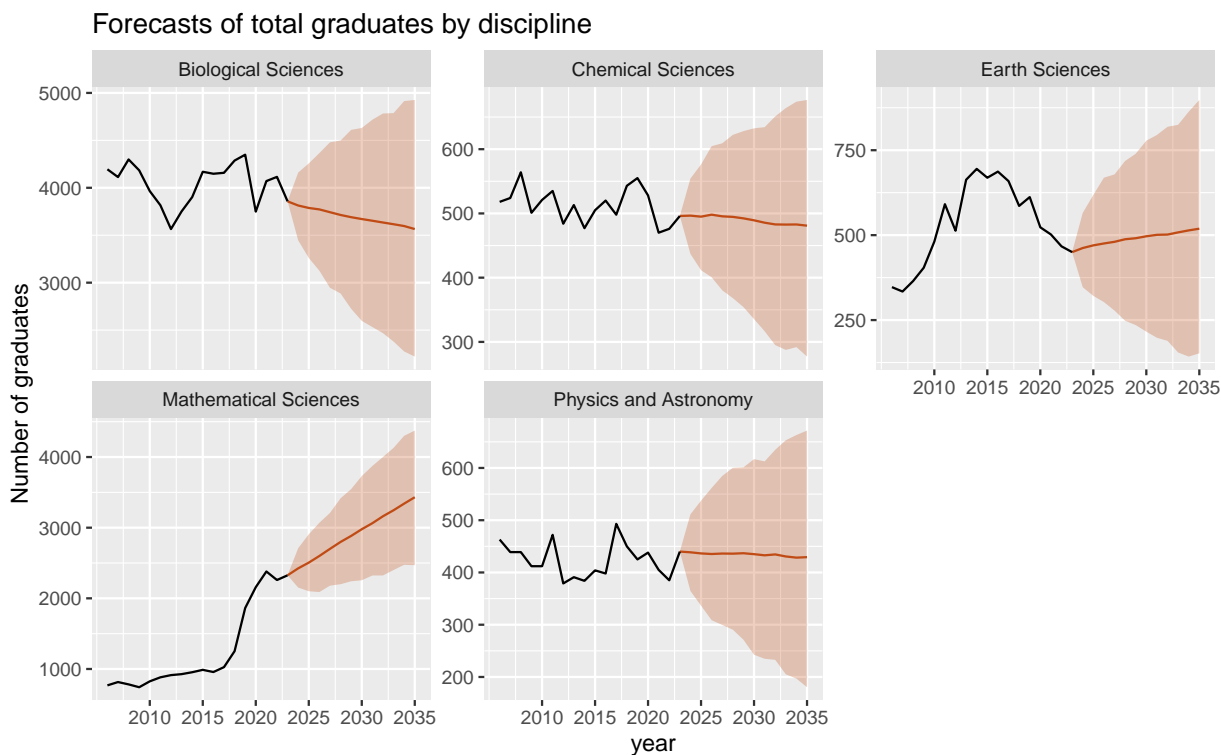 Forecasts of total graduates by discipline
Biological Sciences
Chemical Sciences
Earth Sciences
5000
4000
3000
600
500
400
300
750
500
250
2010 2015 2020 2025 2030 2035
Mathematical Sciences
Physics and Astronomy
4000
3000
2000
1000
600
500
400
300
200
2010 2015 2020 2025 2030 2035
2010 2015 2020 2025 2030 2035
Number of graduates
year